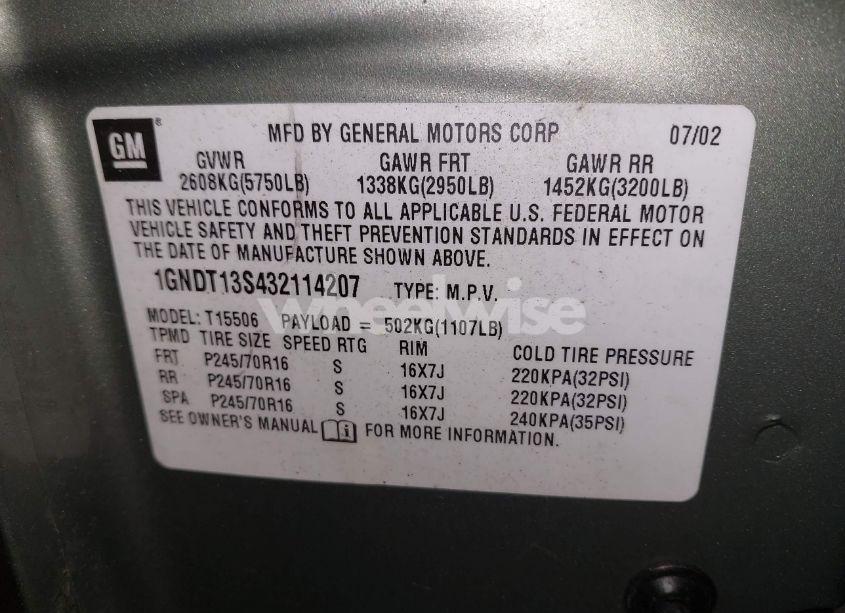 GM®
MFD BY GENERAL MOTORS CORP 07/02
GVWR GAWR FRT GAWR RR
2608KG(5750LB) 1338KG(2950LB) 1452KG(3200LB)
THIS VEHICLE CONFORMS TO ALL APPLICABLE U.S. FEDERAL MOTOR
VEHICLE SAFETY AND THEFT PREVENTION STANDARDS IN EFFECT ON
THE DATE OF MANUFACTURE SHOWN ABOVE.
1GNDT13S432114207 TYPE: M.P.V.
wheelwise
MODEL: T15506 PAYLOAD = 502KG(1107LB)
TPMD TIRE SIZE SPEED RTG RIM COLD TIRE PRESSURE
FRT P245/70R16 S 16X7J 220KPA(32PSI)
RR P245/70R16 S 16X7J 220KPA(32PSI)
SPA P245/70R16 S 16X7J 240KPA(35PSI)
SEE OWNER'S MANUAL i FOR MORE INFORMATION.